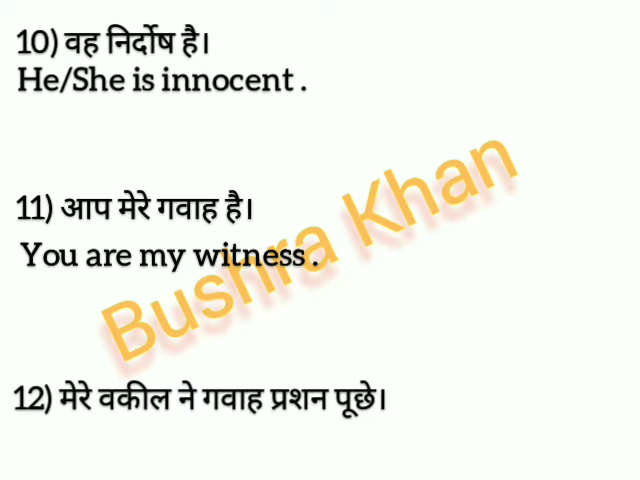 10) वह निर्दोष है।
He/She is innocent .
11) आप मेरे गवाह है।
You are my witness .
Bushra Khan
12) मेरे वकील ने गवाह प्रशन पूछे।